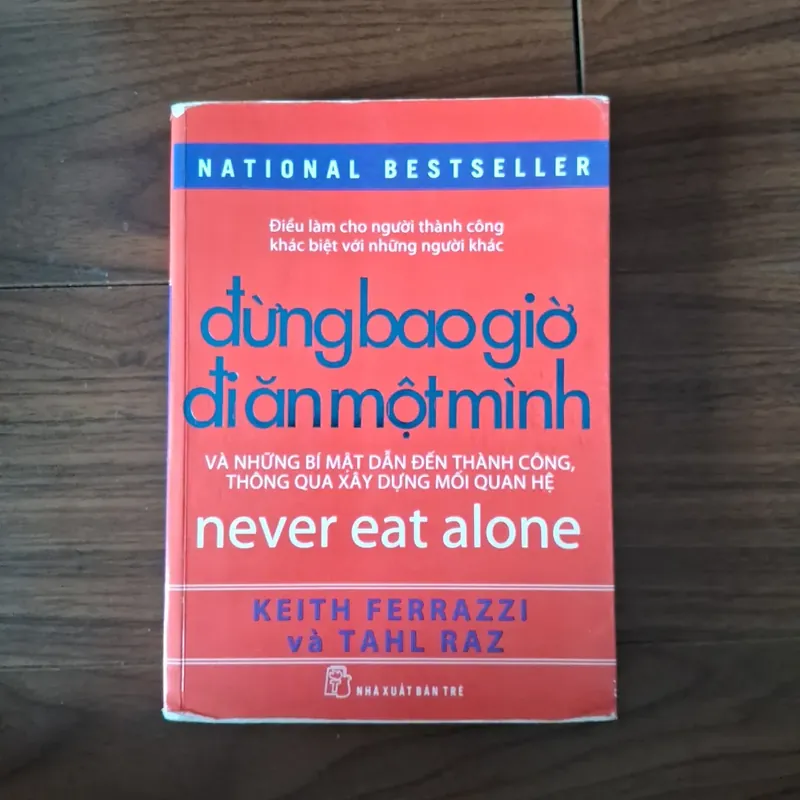 NATIONAL BESTSELLER
Điều làm cho người thành công
khác biệt với những người khác
đừng bao giờ
đi ăn một mình
VÀ NHỮNG BÍ MẬT DẪN ĐẾN THÀNH CÔNG,
THÔNG QUA XÂY DỰNG MỐI QUAN HỆ
never eat alone
KEITH FERRAZZI
và TAHL RAZ
NHÀ XUẤT BẢN TRẺ